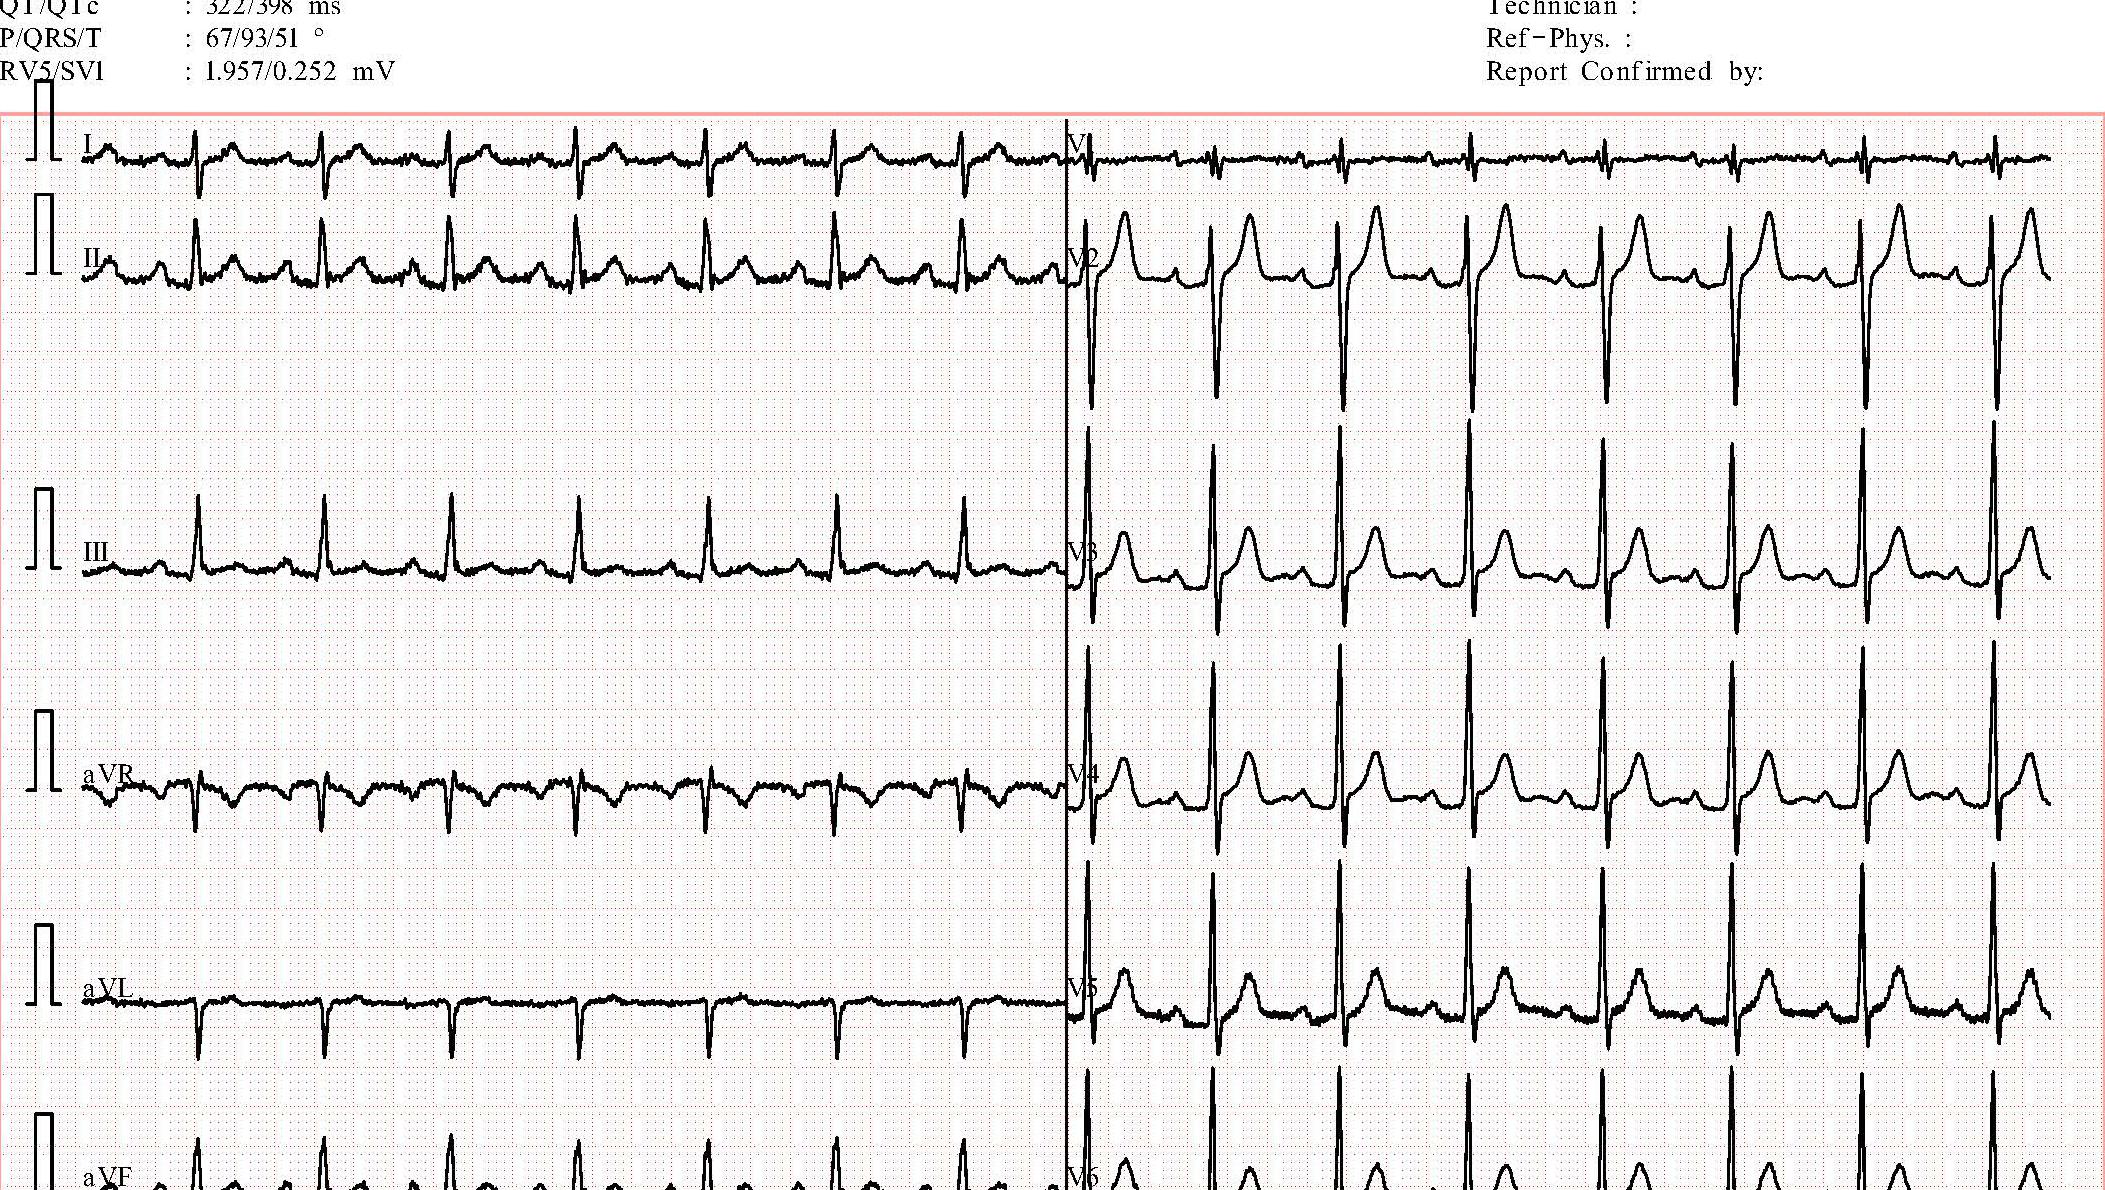 QT/QTc : 322/398 ms
P/QRS/T : 67/93/51 °
RV5/SV1 : 1.957/0.252 mV
Technician :
Ref-Phys. :
Report Confirmed by:
I
II
III
aVR
aVL
aVF
V1
V2
V3
V4
V5
V6